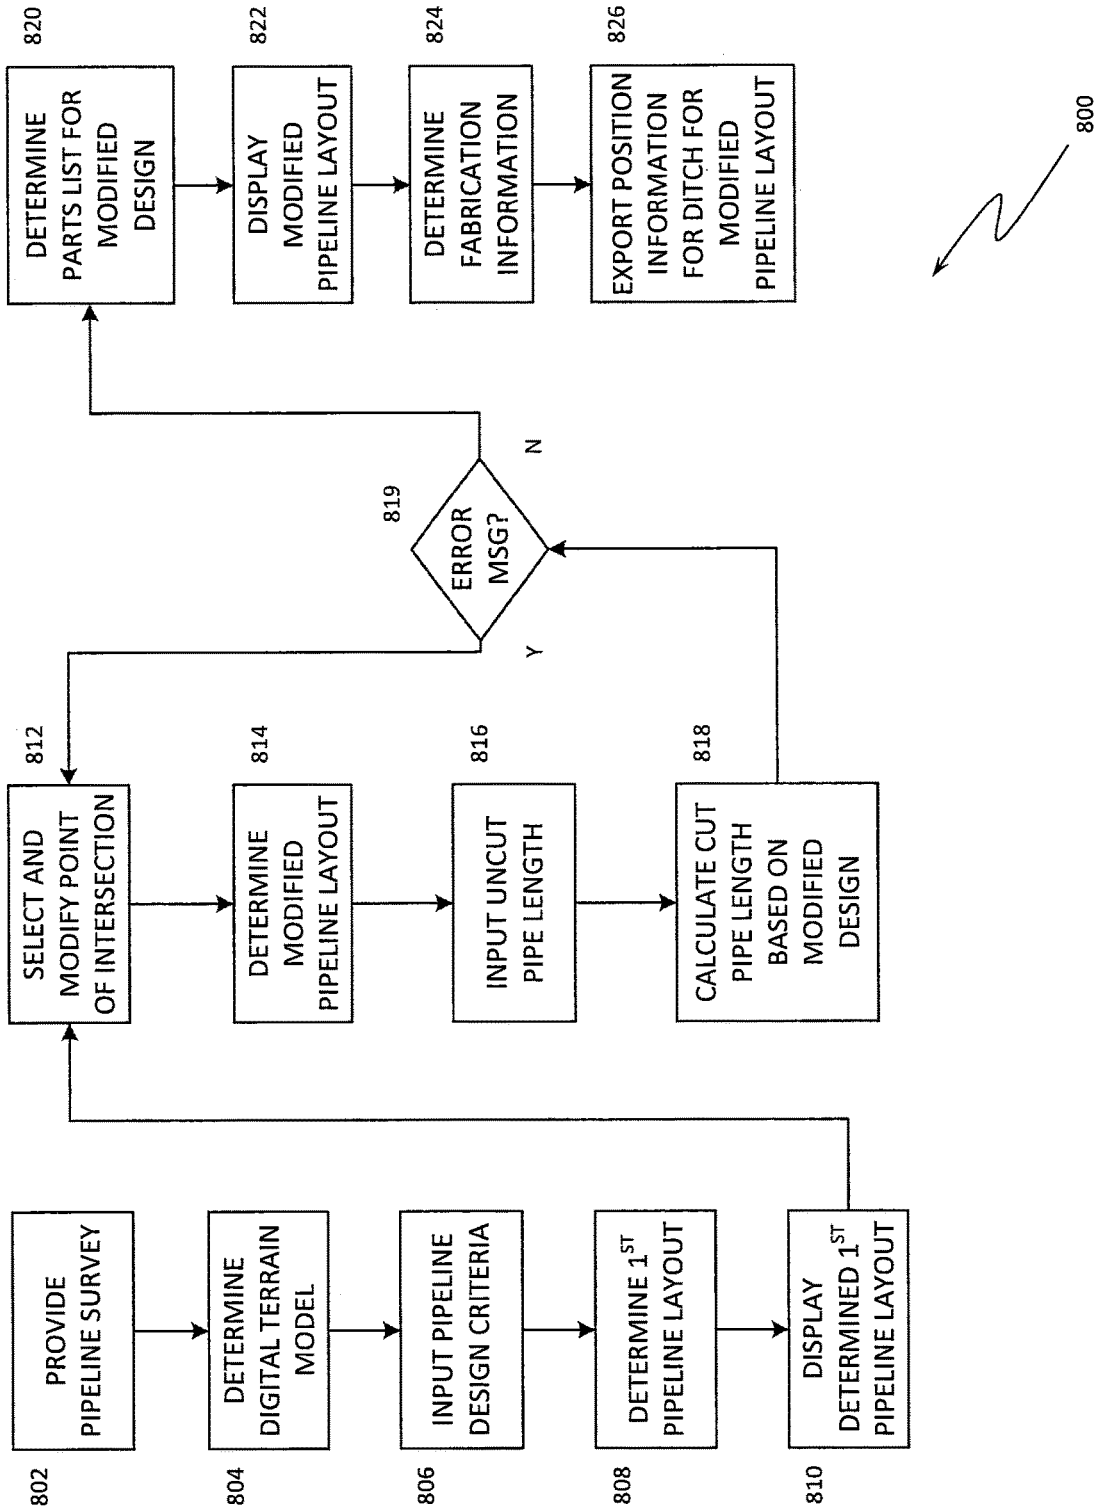 802
PROVIDE
PIPELINE SURVEY
804
DETERMINE
DIGITAL TERRAIN
MODEL
806
INPUT PIPELINE
DESIGN CRITERIA
808
DETERMINE 1ST
PIPELINE LAYOUT
810
DISPLAY
DETERMINED 1ST
PIPELINE LAYOUT
812
SELECT AND
MODIFY POINT
OF INTERSECTION
814
DETERMINE
MODIFIED
PIPELINE LAYOUT
816
INPUT UNCUT
PIPE LENGTH
818
CALCULATE CUT
PIPE LENGTH
BASED ON
MODIFIED
DESIGN
819
ERROR
MSG?
Y
N
820
DETERMINE
PARTS LIST FOR
MODIFIED
DESIGN
822
DISPLAY
MODIFIED
PIPELINE LAYOUT
824
DETERMINE
FABRICATION
INFORMATION
826
EXPORT POSITION
INFORMATION
FOR DITCH FOR
MODIFIED
PIPELINE LAYOUT
800